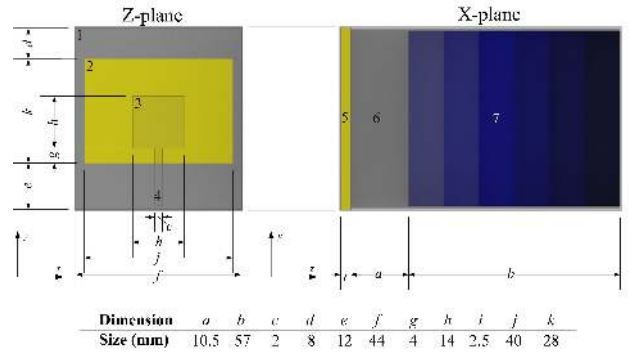 Z-plane
X-plane
1
d
2
3
k
h
g
5
6
7
e
4
c
h
j
f
y
z
x
z
i
a
b
Dimension a b c d e f g h i j k
Size (mm) 10.5 57 2 8 12 44 4 14 2.5 40 28